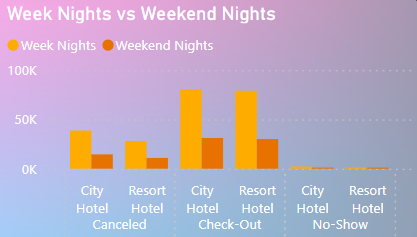 Week Nights vs Weekend Nights
Week Nights Weekend Nights
100K
50K
0K
City Hotel Resort Hotel City Hotel Resort Hotel City Hotel Resort Hotel
Canceled Check-Out No-Show